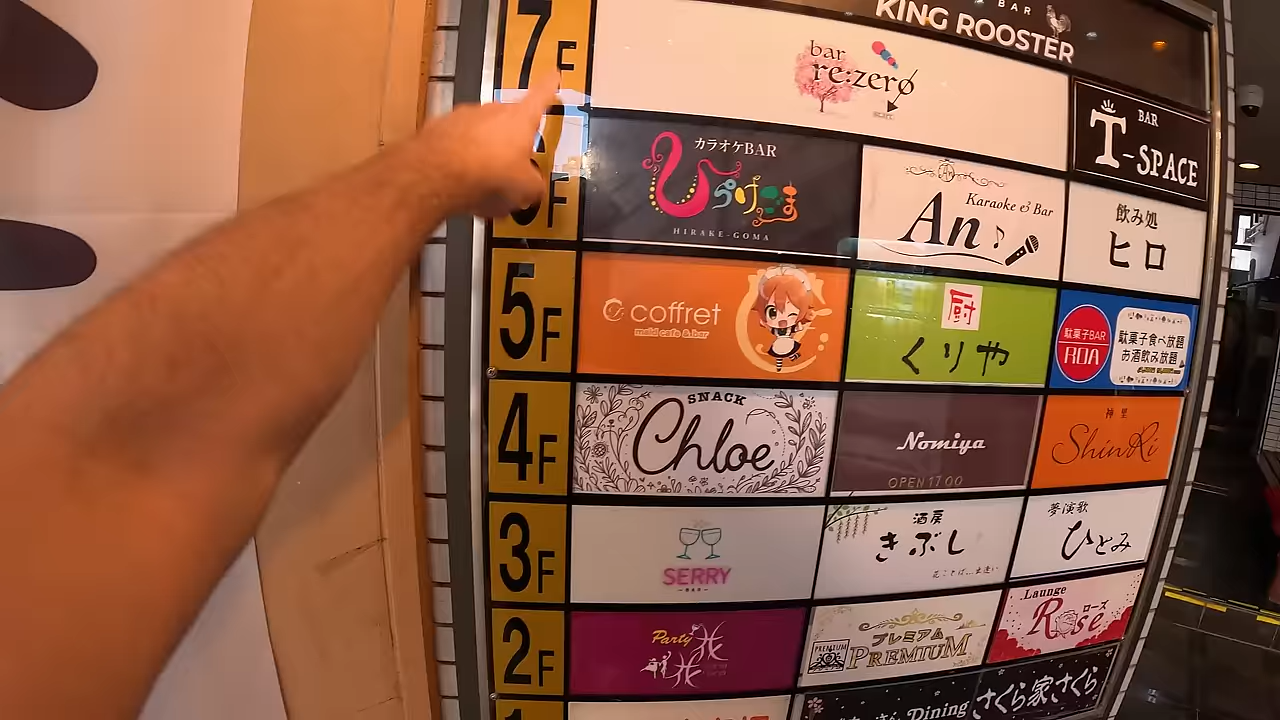 BAR
KING ROOSTER
7F
bar
re:zerø
BAR
T-SPACE
F
カラオケBAR
ひらけごま
HIRAKE-GOMA
Karaoke & Bar
An
飲み処
ヒロ
5F
coffret
maid cafe & bar
厨
くりや
駄菓子BAR
ROA
駄菓子食べ放題
お酒飲み放題
4F
SNACK
Chloe
Nomiya
OPEN 17:00
神里
ShinRi
3F
SERRY
酒房
きぶし
夢演歌
ひとみ
2F
Party
花花
プレミアム
PREMIUM
PREMIUM
Launge
Rose
ローズ
Dining
さくら家さくら